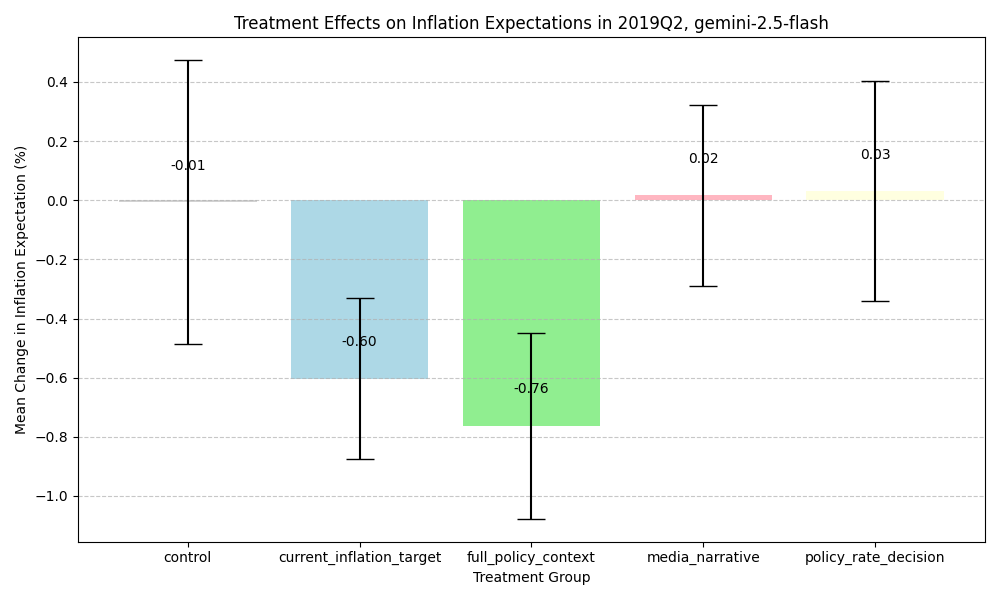 Treatment Effects on Inflation Expectations in 2019Q2, gemini-2.5-flash
Mean Change in Inflation Expectation (%)
0.4
0.2
0.0
−0.2
−0.4
−0.6
−0.8
−1.0
-0.01
-0.60
-0.76
0.02
0.03
control
current_inflation_target
full_policy_context
media_narrative
policy_rate_decision
Treatment Group